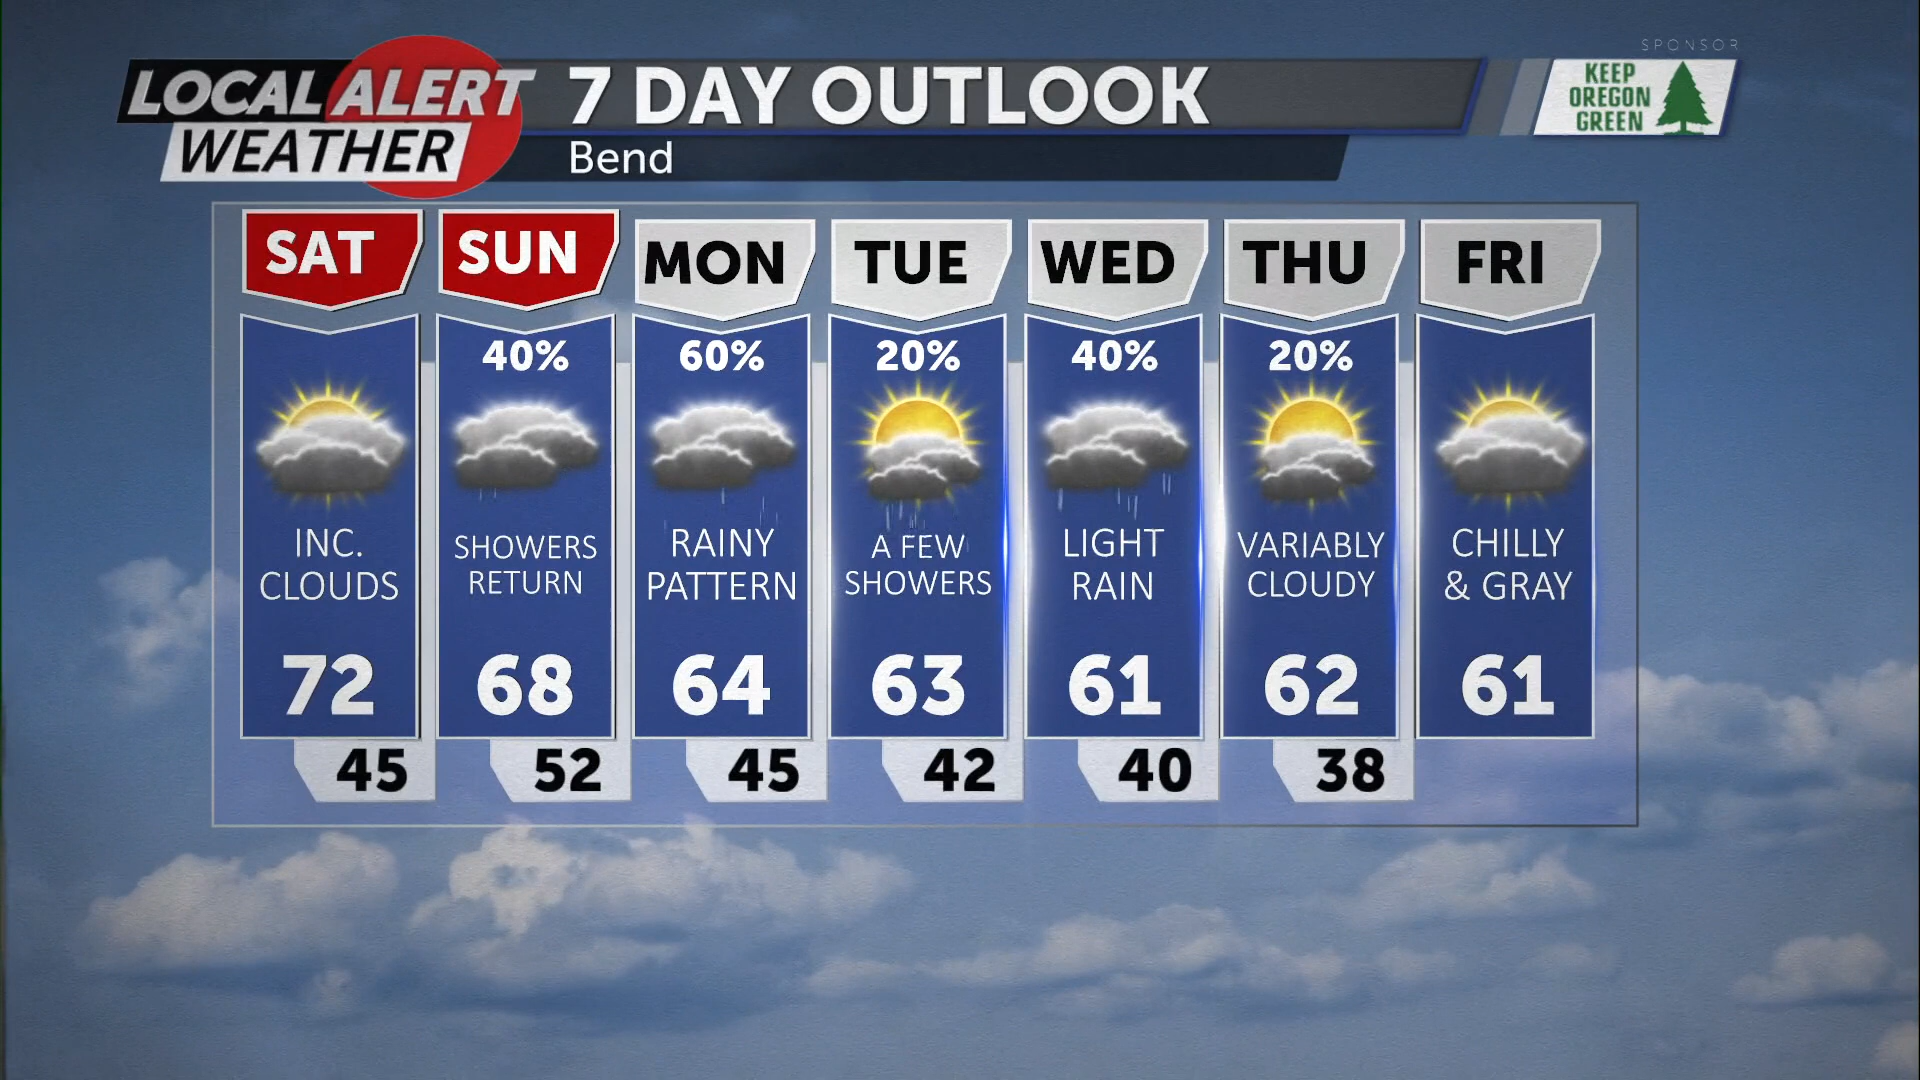 SPONSOR
LOCAL ALERT
WEATHER
7 DAY OUTLOOK
Bend
KEEP
OREGON
GREEN
SAT
SUN
MON
TUE
WED
THU
FRI
40%
60%
20%
40%
20%
INC.
CLOUDS
SHOWERS
RETURN
RAINY
PATTERN
A FEW
SHOWERS
LIGHT
RAIN
VARIABLY
CLOUDY
CHILLY
& GRAY
72
68
64
63
61
62
61
45
52
45
42
40
38